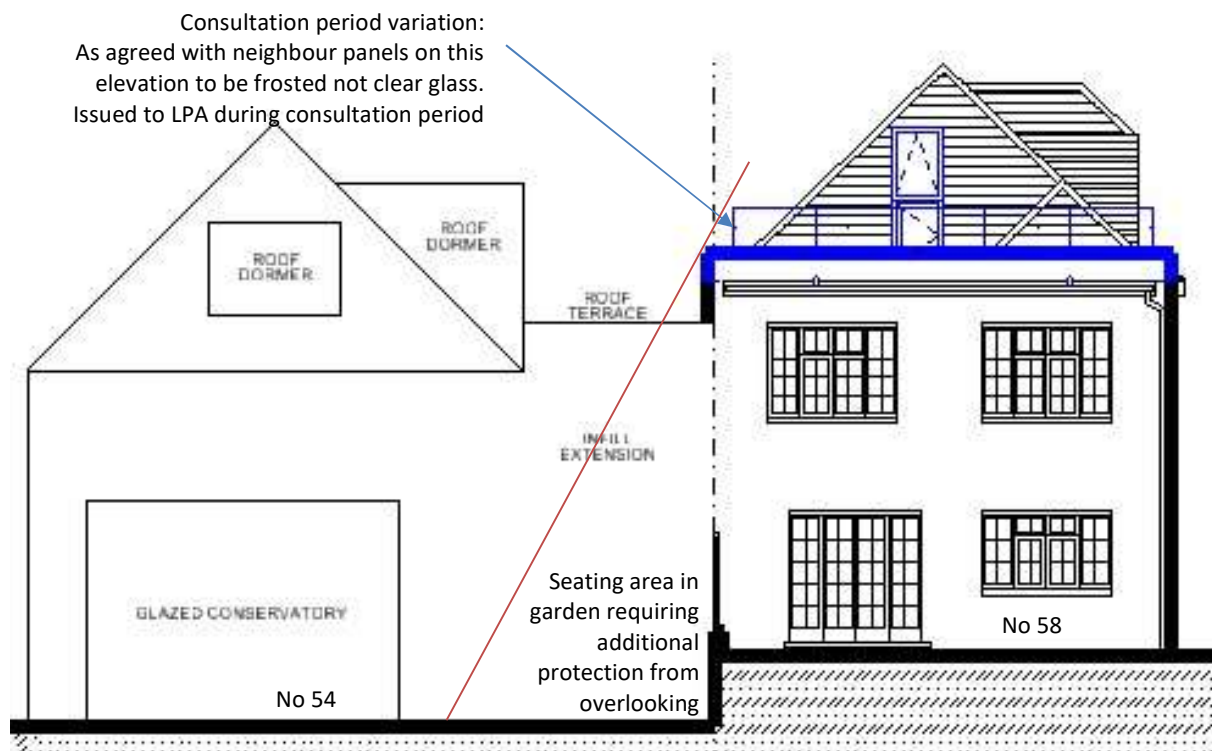 Consultation period variation:
As agreed with neighbour panels on this
elevation to be frosted not clear glass.
Issued to LPA during consultation period
ROOF
DORMER
ROOF
DORMER
ROOF
TERRACE
INFILL
EXTENSION
GLAZED CONSERVATORY
Seating area in
garden requiring
additional
protection from
overlooking
No 58
No 54